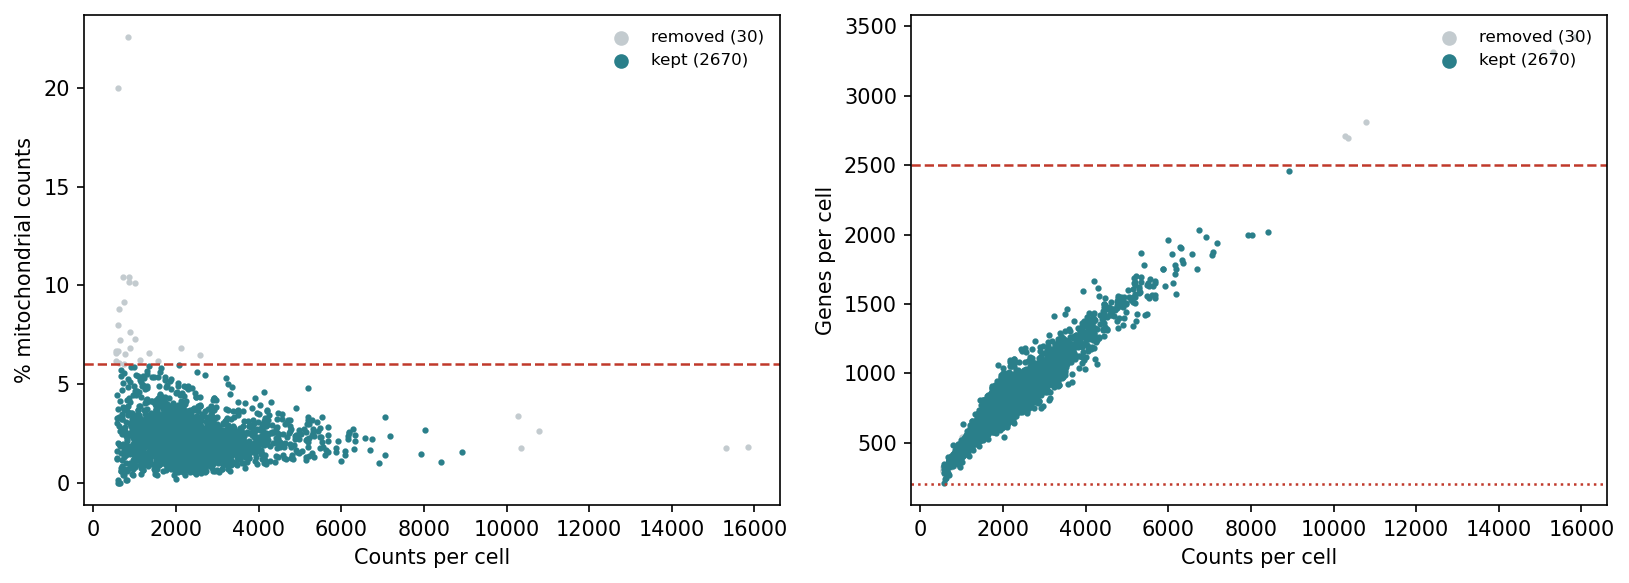 removed (30)
kept (2670)
20
15
10
5
0
% mitochondrial counts
0 2000 4000 6000 8000 10000 12000 14000 16000
Counts per cell
removed (30)
kept (2670)
3500
3000
2500
2000
1500
1000
500
Genes per cell
0 2000 4000 6000 8000 10000 12000 14000 16000
Counts per cell